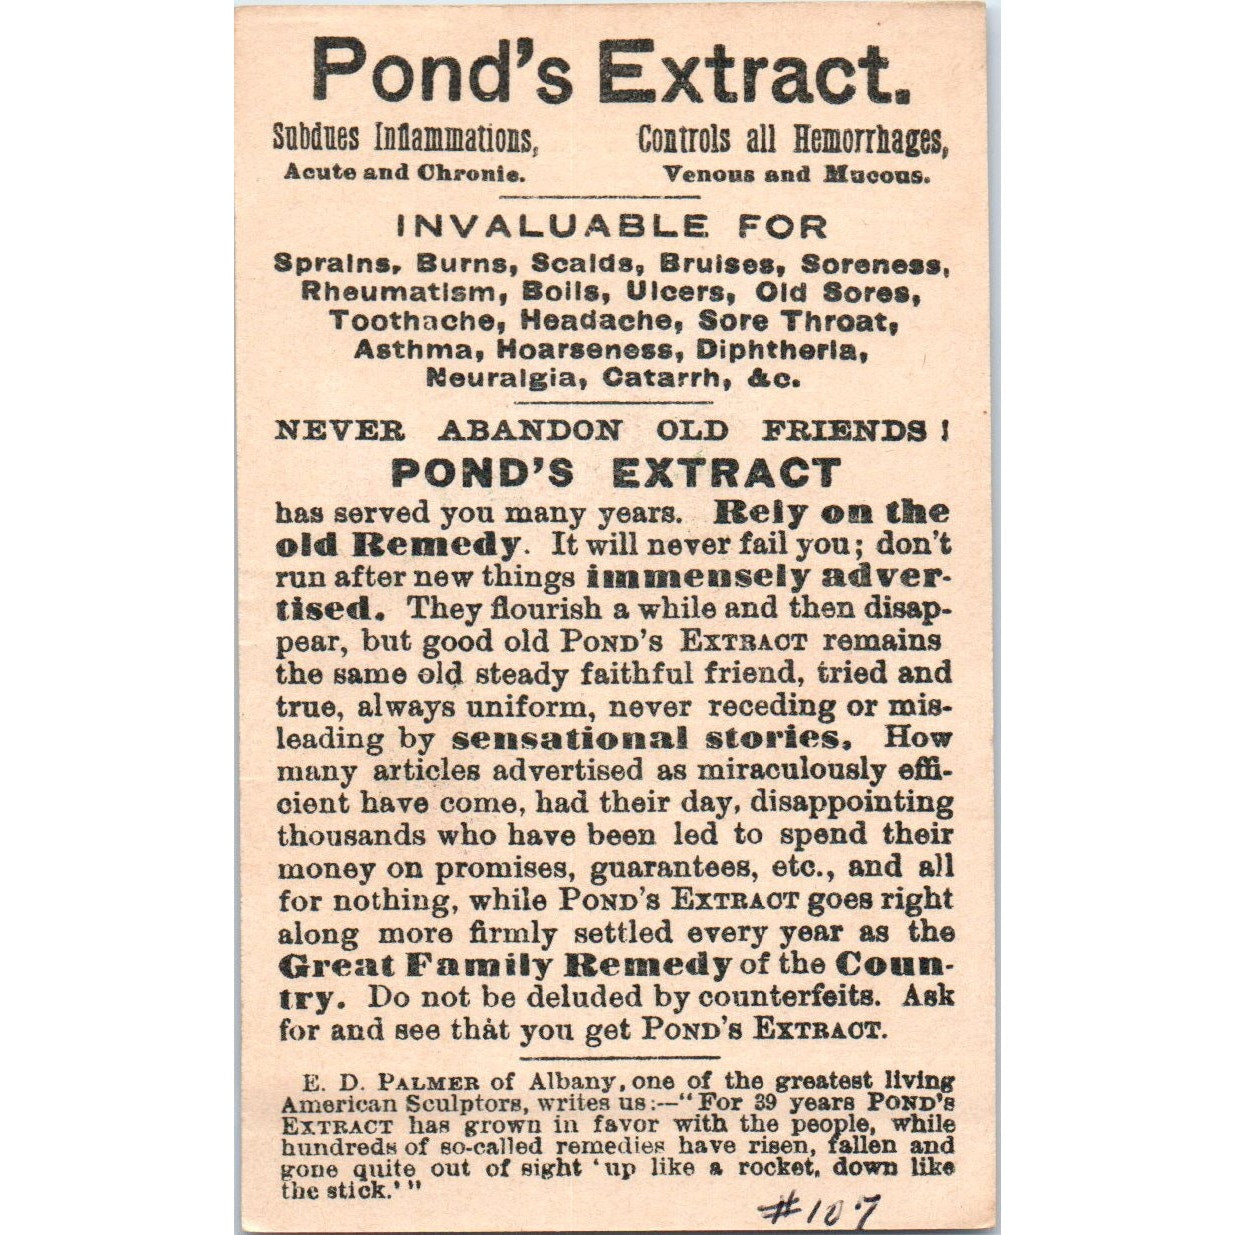 Pond's Extract.
Subdues Inflammations, Controls all Hemorrhages,
Acute and Chronic. Venous and Mucous.
INVALUABLE FOR
Sprains, Burns, Scalds, Bruises, Soreness,
Rheumatism, Boils, Ulcers, Old Sores,
Toothache, Headache, Sore Throat,
Asthma, Hoarseness, Diphtheria,
Neuralgia, Catarrh, &c.
NEVER ABANDON OLD FRIENDS!
POND'S EXTRACT
has served you many years. Rely on the
old Remedy. It will never fail you; don't
run after new things immensely adver-
tised. They flourish a while and then disap-
pear, but good old POND'S EXTRACT remains
the same old steady faithful friend, tried and
true, always uniform, never receding or mis-
leading by sensational stories. How
many articles advertised as miraculously effi-
cient have come, had their day, disappointing
thousands who have been led to spend their
money on promises, guarantees, etc., and all
for nothing, while POND'S EXTRACT goes right
along more firmly settled every year as the
Great Family Remedy of the Coun-
try. Do not be deluded by counterfeits. Ask
for and see that you get POND'S EXTRACT.
E. D. PALMER of Albany, one of the greatest living
American Sculptors, writes us:--"For 39 years POND'S
EXTRACT has grown in favor with the people, while
hundreds of so-called remedies have risen, fallen and
gone quite out of sight 'up like a rocket, down like
the stick.'"
#107